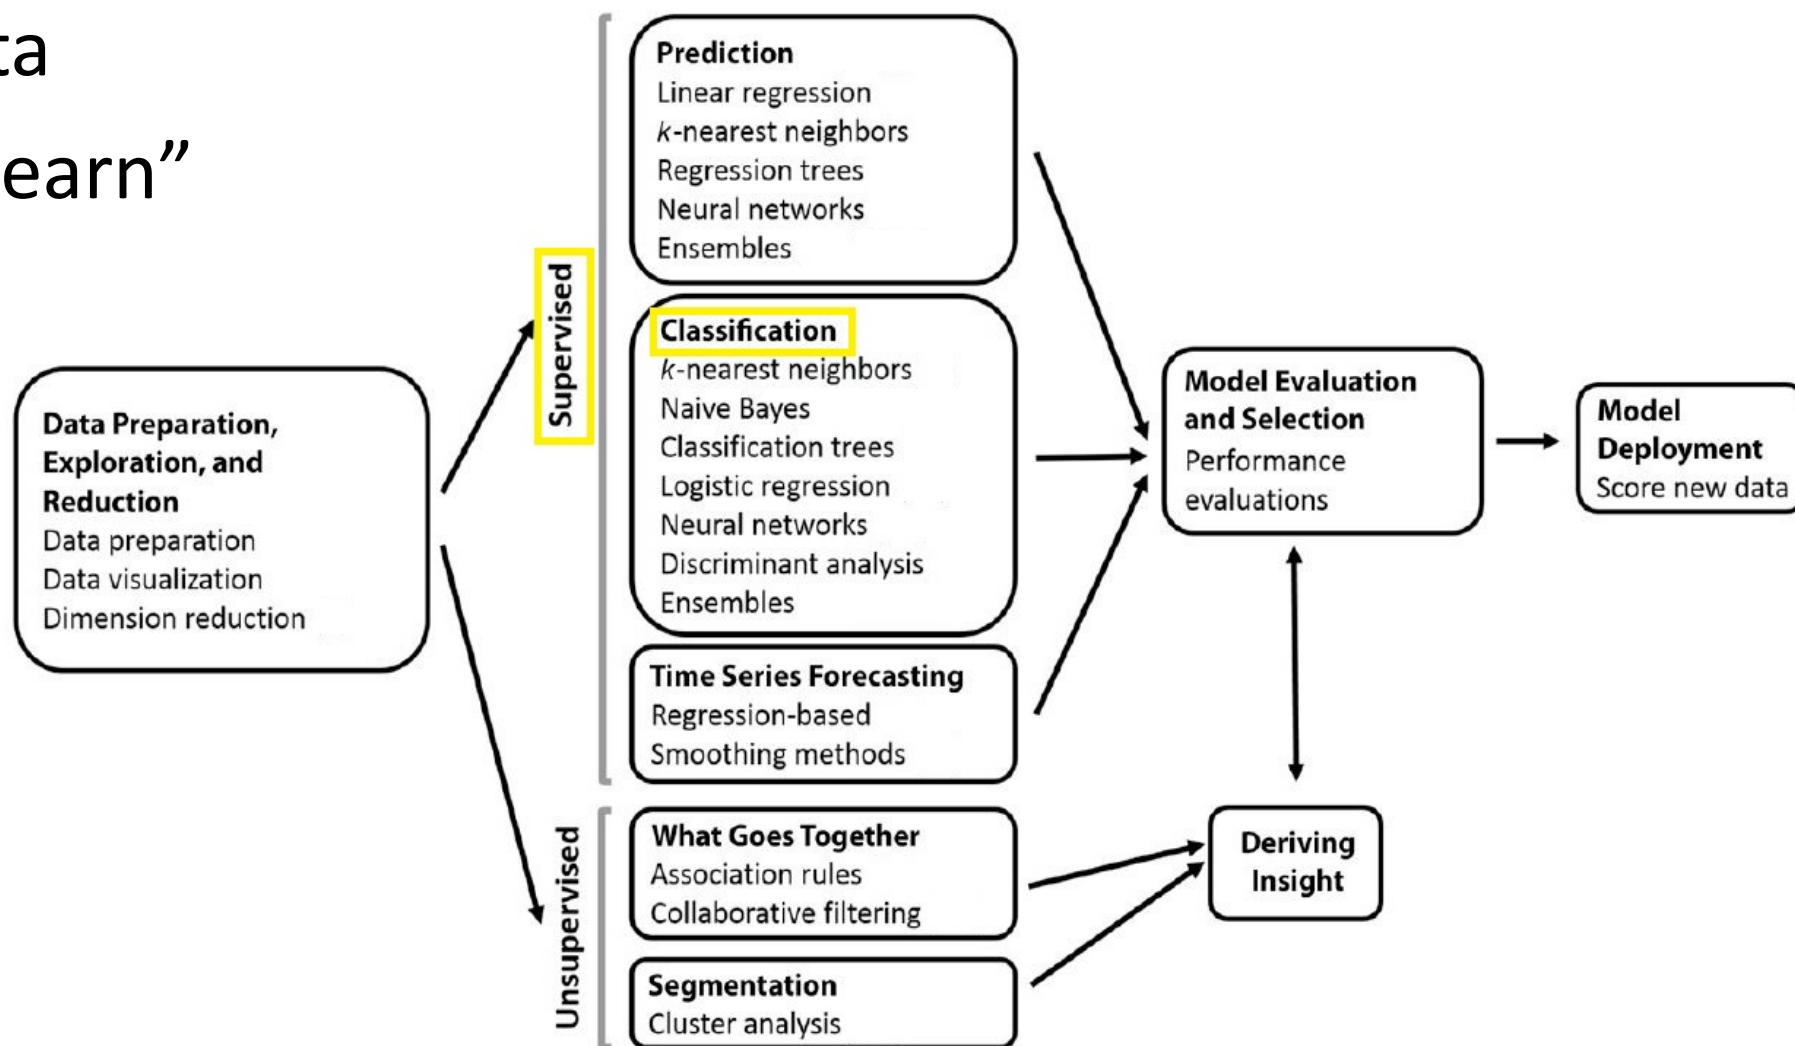 ta
earn”
Data Preparation,
Exploration, and
Reduction
Data preparation
Data visualization
Dimension reduction
Supervised
Prediction
Linear regression
k-nearest neighbors
Regression trees
Neural networks
Ensembles
Classification
k-nearest neighbors
Naive Bayes
Classification trees
Logistic regression
Neural networks
Discriminant analysis
Ensembles
Time Series Forecasting
Regression-based
Smoothing methods
Unsupervised
What Goes Together
Association rules
Collaborative filtering
Segmentation
Cluster analysis
Model Evaluation
and Selection
Performance
evaluations
Deriving
Insight
Model
Deployment
Score new data